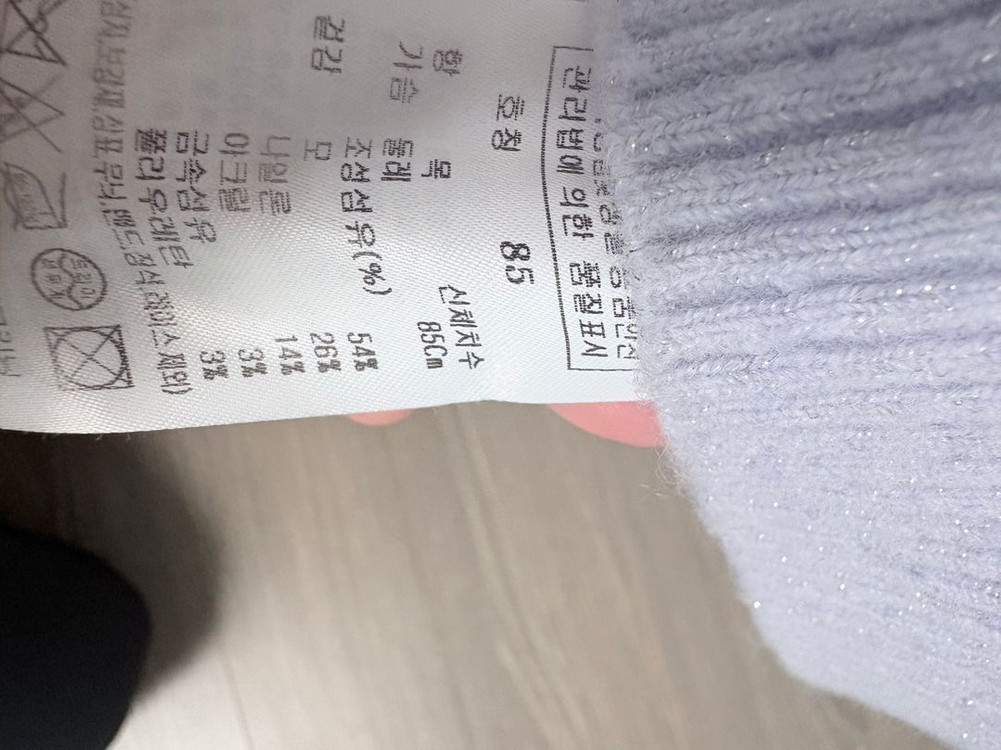 관리법에 의한 품질표시
호칭 85
항 목 신체치수
가슴 둘레 85Cm
조성섬유(%)
겉감 모 54%
나일론 26%
아크릴 14%
금속섬유 3%
폴리우레탄 3%
제외)